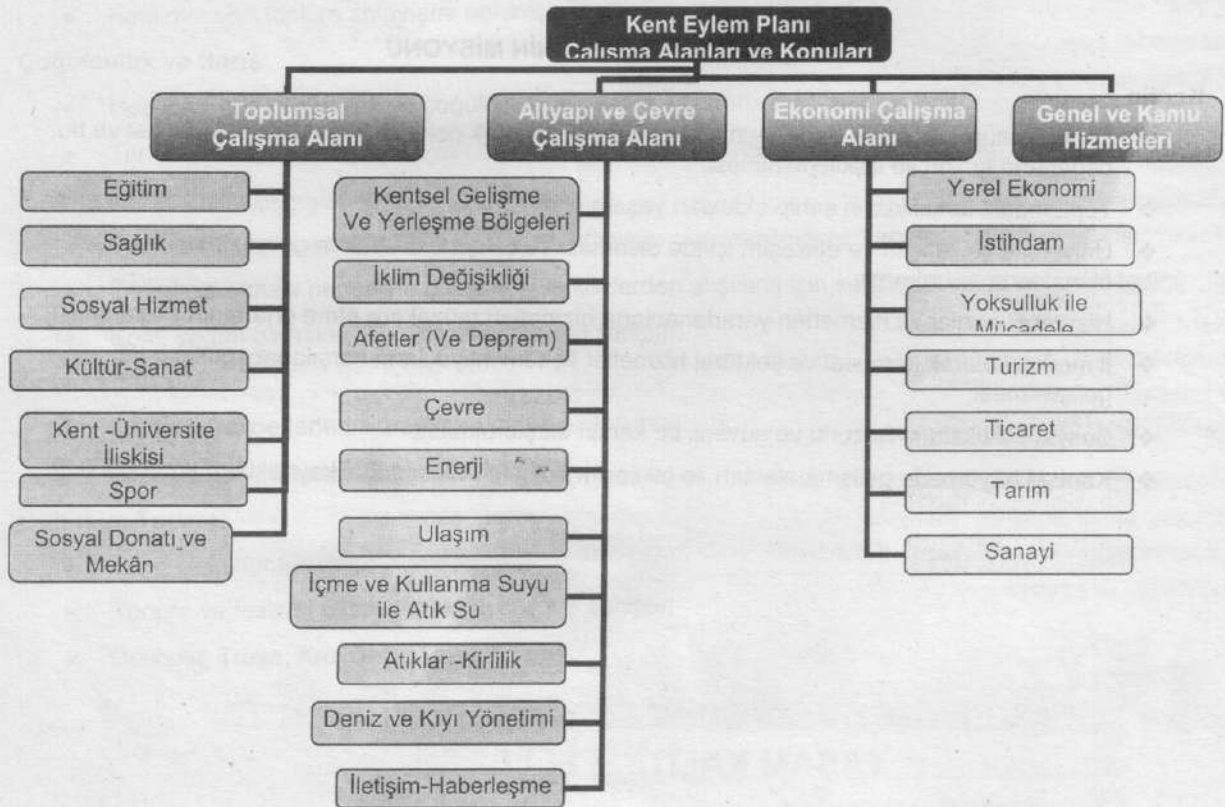 Kent Eylem Planı
Çalışma Alanları ve Konuları
Toplumsal
Çalışma Alanı
Altyapı ve Çevre
Çalışma Alanı
Ekonomi Çalışma
Alanı
Genel ve Kamu
Hizmetleri
Eğitim
Sağlık
Sosyal Hizmet
Kültür-Sanat
Kent -Üniversite
İlişkisi
Spor
Sosyal Donatı ve
Mekân
Kentsel Gelişme
Ve Yerleşme Bölgeleri
İklim Değişikliği
Afetler (Ve Deprem)
Çevre
Enerji
Ulaşım
İçme ve Kullanma Suyu
ile Atık Su
Atıklar -Kirlilik
Deniz ve Kıyı Yönetimi
İletişim-Haberleşme
Yerel Ekonomi
İstihdam
Yoksulluk ile
Mücadele
Turizm
Ticaret
Tarım
Sanayi